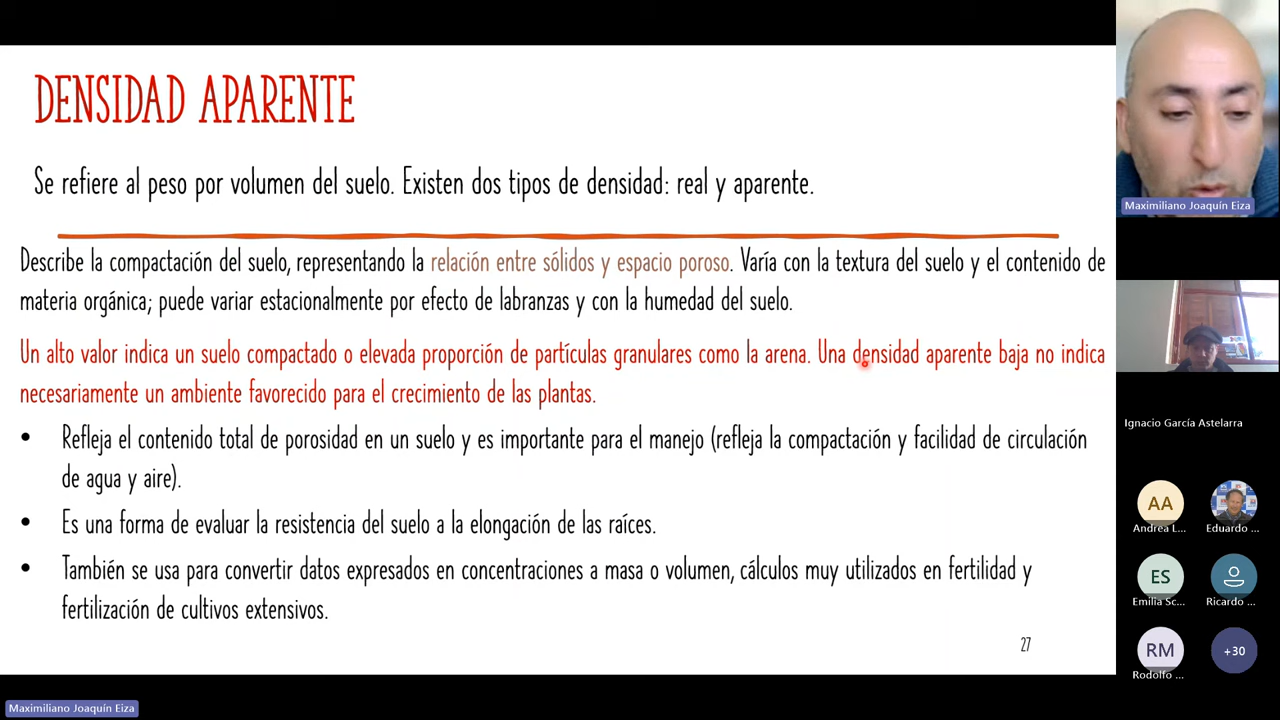 DENSIDAD APARENTE
Se refiere al peso por volumen del suelo. Existen dos tipos de densidad: real y aparente.
Describe la compactación del suelo, representando la relación entre sólidos y espacio poroso. Varía con la textura del suelo y el contenido de
materia orgánica; puede variar estacionalmente por efecto de labranzas y con la humedad del suelo.
Un alto valor indica un suelo compactado o elevada proporción de partículas granulares como la arena. Una densidad aparente baja no indica
necesariamente un ambiente favorecido para el crecimiento de las plantas.
• Refleja el contenido total de porosidad en un suelo y es importante para el manejo (refleja la compactación y facilidad de circulación
de agua y aire).
• Es una forma de evaluar la resistencia del suelo a la elongación de las raíces.
• También se usa para convertir datos expresados en concentraciones a masa o volumen, cálculos muy utilizados en fertilidad y
fertilización de cultivos extensivos.
27
Maximiliano Joaquín Eiza
Ignacio García Astelarra
AA
Andrea L...
Eduardo ...
ES
Emilia Sc...
Ricardo ...
RM
Rodolfo ...
+30
Maximiliano Joaquín Eiza